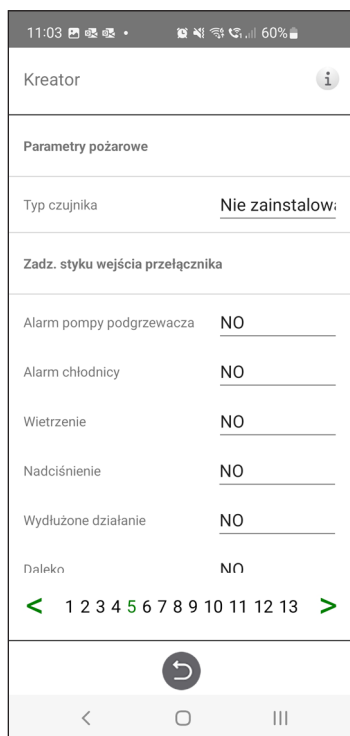 11:03 60%
Kreator i
Parametry pożarowe
Typ czujnika Nie zainstalowa
Zadz. styku wejścia przełącznika
Alarm pompy podgrzewacza NO
Alarm chłodnicy NO
Wietrzenie NO
Nadciśnienie NO
Wydłużone działanie NO
Daleko NO
< 1 2 3 4 5 6 7 8 9 10 11 12 13 >